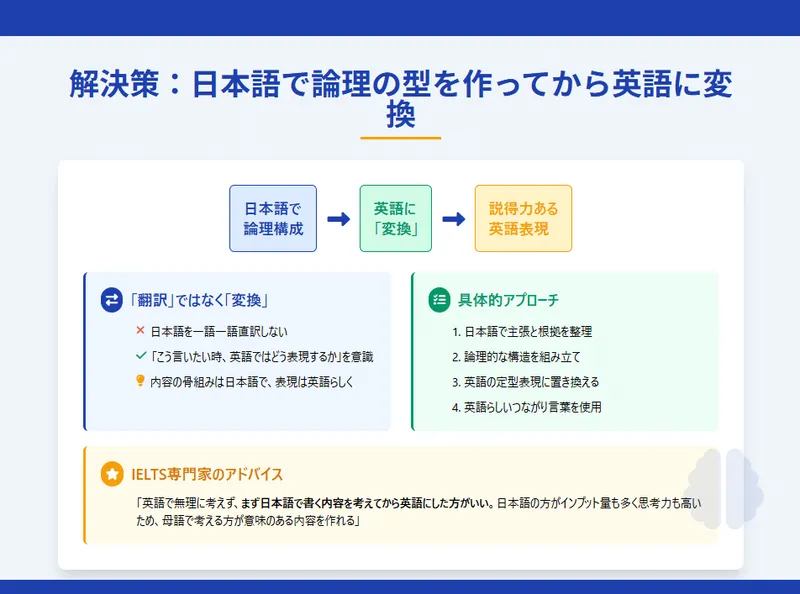 解決策：日本語で論理の型を作ってから英語に変
換
日本語で
論理構成
英語に
「変換」
説得力ある
英語表現
「翻訳」ではなく「変換」
日本語を一語一語直訳しない
「こう言いたい時、英語ではどう表現するか」を意識
内容の骨組みは日本語で、表現は英語らしく
具体的アプローチ
1. 日本語で主張と根拠を整理
2. 論理的な構造を組み立て
3. 英語の定型表現に置き換える
4. 英語らしいつながり言葉を使用
IELTS専門家のアドバイス
「英語で無理に考えず、まず日本語で書く内容を考えてから英語にした方がいい。日本語の方がインプット量も多く思考力も高い
ため、母語で考える方が意味のある内容を作れる」